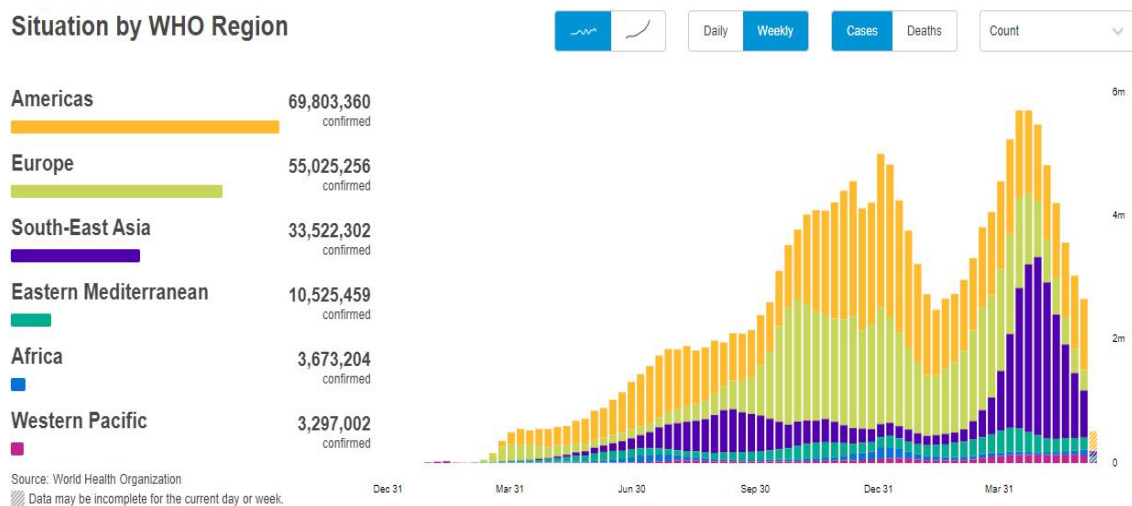 Situation by WHO Region
Daily
Weekly
Cases
Deaths
Count
Americas
69,803,360
confirmed
Europe
55,025,256
confirmed
South-East Asia
33,522,302
confirmed
Eastern Mediterranean
10,525,459
confirmed
Africa
3,673,204
confirmed
Western Pacific
3,297,002
confirmed
Source: World Health Organization
Data may be incomplete for the current day or week.
6m
4m
2m
0
Dec 31
Mar 31
Jun 30
Sep 30
Dec 31
Mar 31